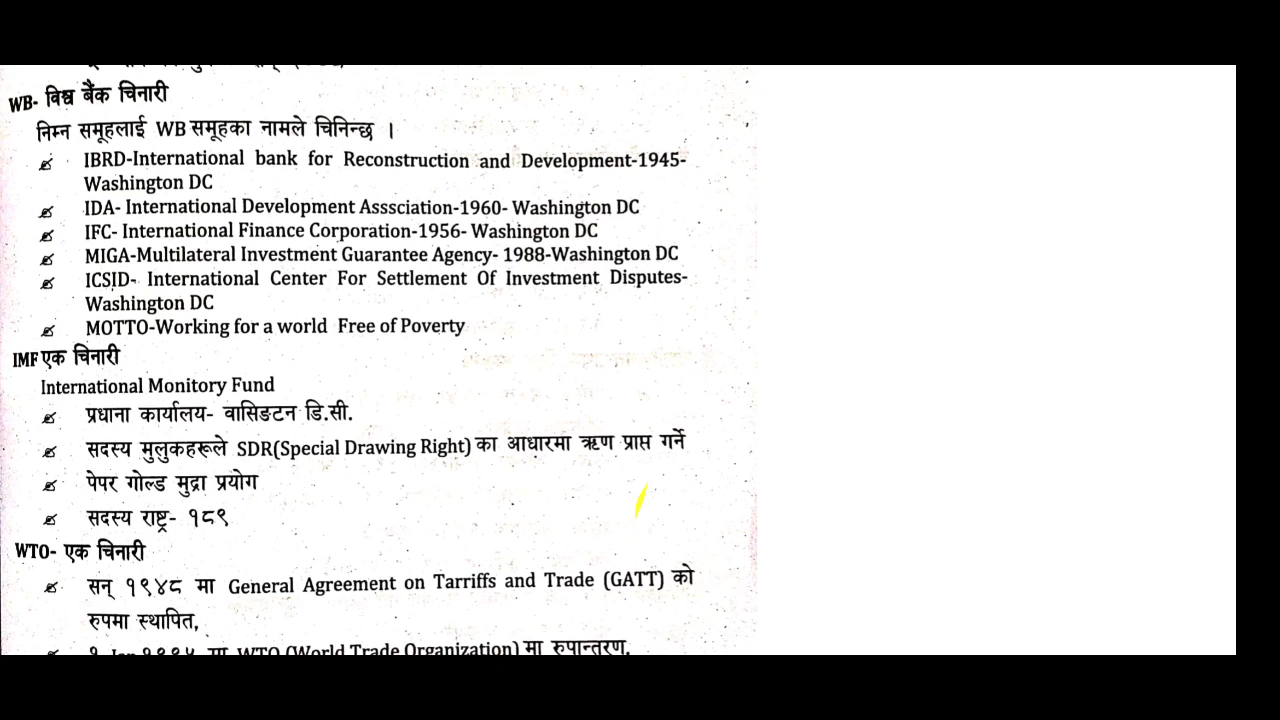 WB- विश्व बैंक चिनारी
निम्न समूहलाई WB समूहका नामले चिनिन्छ ।
IBRD-International bank for Reconstruction and Development-1945-
Washington DC
IDA- International Development Asssciation-1960- Washington DC
IFC- International Finance Corporation-1956- Washington DC
MIGA-Multilateral Investment Guarantee Agency- 1988-Washington DC
ICSID- International Center For Settlement Of Investment Disputes-
Washington DC
MOTTO-Working for a world Free of Poverty
IMF एक चिनारी
International Monitory Fund
प्रधाना कार्यालय- वासिङटन डि.सी.
सदस्य मुलुकहरूले SDR(Special Drawing Right) का आधारमा ऋण प्राप्त गर्ने
पेपर गोल्ड मुद्रा प्रयोग
सदस्य राष्ट्र- १८९
WTO- एक चिनारी
सन् १९४८ मा General Agreement on Tarriffs and Trade (GATT) को
रुपमा स्थापित,
१ Jan १९९५ मा WTO (World Trade Organization) मा रुपान्तरण.